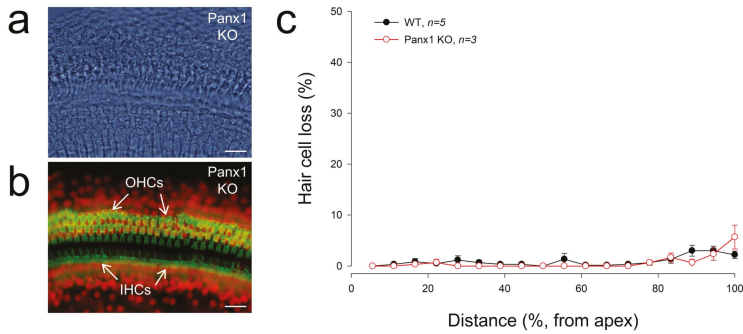 a
Panx1
KO
b
Panx1
KO
OHCs
IHCs
c
WT, n=5
Panx1 KO, n=3
Hair cell loss (%)
50
40
30
20
10
0
0
20
40
60
80
100
Distance (%, from apex)